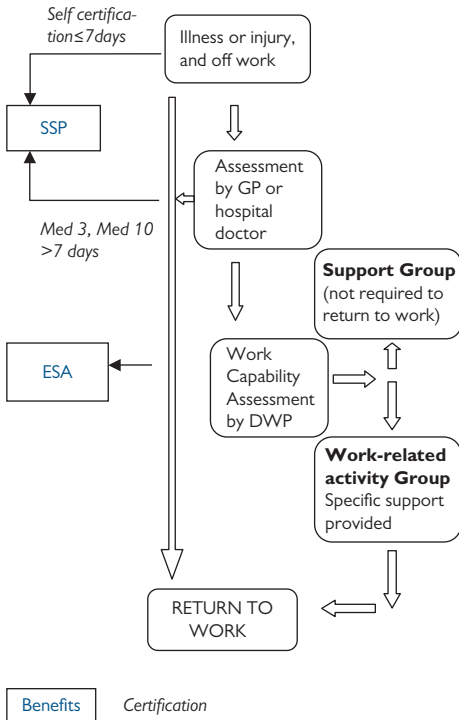 Self certifica-
tion≤7days
Illness or injury,
and off work
SSP
Assessment
by GP or
hospital
doctor
Med 3, Med 10
>7 days
Support Group
(not required to
return to work)
ESA
Work
Capability
Assessment
by DWP
Work-related
activity Group
Specific support
provided
RETURN TO
WORK
Benefits
Certification